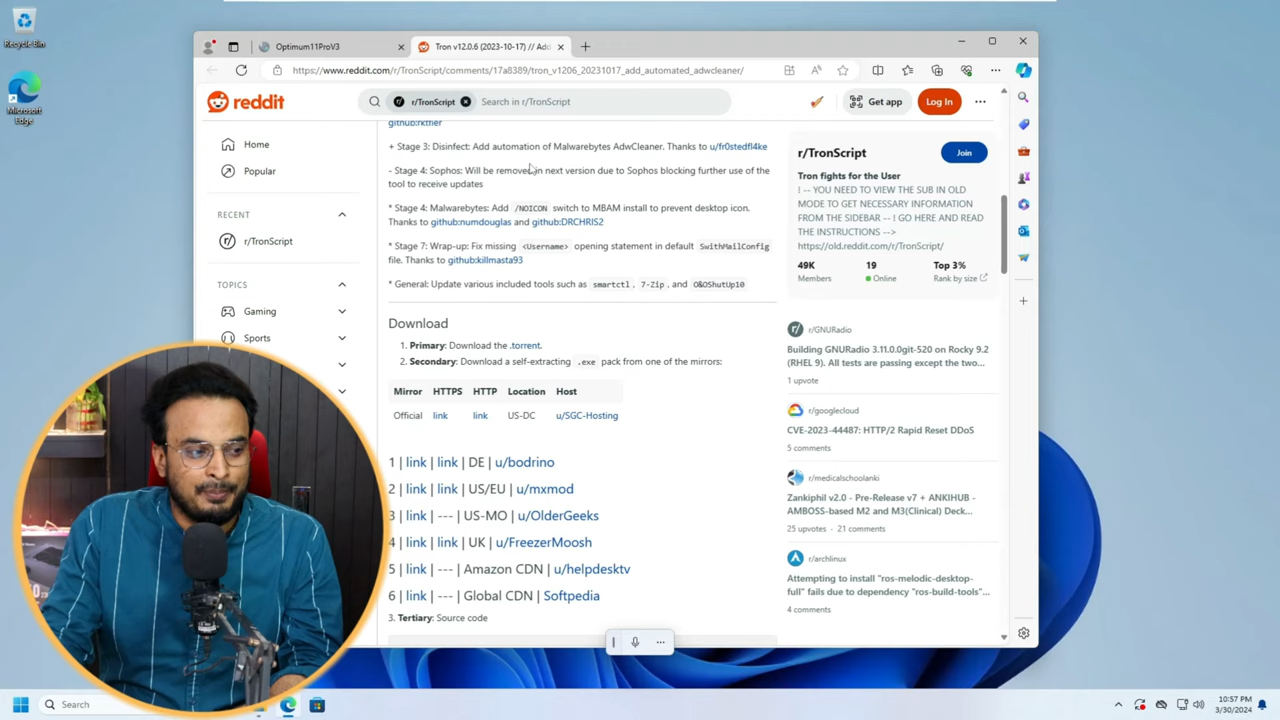 Recycle Bin
Microsoft
Edge
Optimum11ProV3
Tron v12.0.6 (2023-10-17) // Ad
https://www.reddit.com/r/TronScript/comments/17a8389/tron_v1206_20231017_add_automated_adwcleaner/
reddit
r/TronScript
Search in r/TronScript
Get app
Log In
Home
Popular
RECENT
r/TronScript
TOPICS
Gaming
Sports
+ Stage 3: Disinfect: Add automation of Malwarebytes AdwCleaner. Thanks to u/fr0stedfl4ke
- Stage 4: Sophos: Will be removed in next version due to Sophos blocking further use of the
tool to receive updates
* Stage 4: Malwarebytes: Add /NOICON switch to MBAM install to prevent desktop icon.
Thanks to github:numdouglas and github:DRCHRIS2
* Stage 7: Wrap-up: Fix missing <Username> opening statement in default SwithMailConfig
file. Thanks to github:killmasta93
* General: Update various included tools such as smartctl, 7-Zip, and O&OShutUp10
Download
1. Primary: Download the .torrent.
2. Secondary: Download a self-extracting .exe pack from one of the mirrors:
Mirror HTTPS HTTP Location Host
Official link link US-DC u/SGC-Hosting
1 | link | link | DE | u/bodrino
2 | link | link | US/EU | u/mxmod
3 | link | --- | US-MO | u/OlderGeeks
4 | link | link | UK | u/FreezerMoosh
5 | link | --- | Amazon CDN | u/helpdesktv
6 | link | --- | Global CDN | Softpedia
3. Tertiary: Source code
r/TronScript
Join
Tron fights for the User
! -- YOU NEED TO VIEW THE SUB IN OLD
MODE TO GET NECESSARY INFORMATION
FROM THE SIDEBAR -- ! GO HERE AND READ
THE INSTRUCTIONS -->
https://old.reddit.com/r/TronScript/
49K 19 Top 3%
Members Online Rank by size
r/GNURadio
Building GNURadio 3.11.0.0git-520 on Rocky 9.2
(RHEL 9). All tests are passing except the two...
1 upvote
r/googlecloud
CVE-2023-44487: HTTP/2 Rapid Reset DDoS
5 comments
r/medicalschoolanki
Zankiphil v2.0 - Pre-Release v7 + ANKIHUB -
AMBOSS-based M2 and M3(Clinical) Deck...
25 upvotes · 21 comments
r/archlinux
Attempting to install "ros-melodic-desktop-
full" fails due to dependency "ros-build-tools"...
4 comments
Search
10:57 PM
3/30/2024